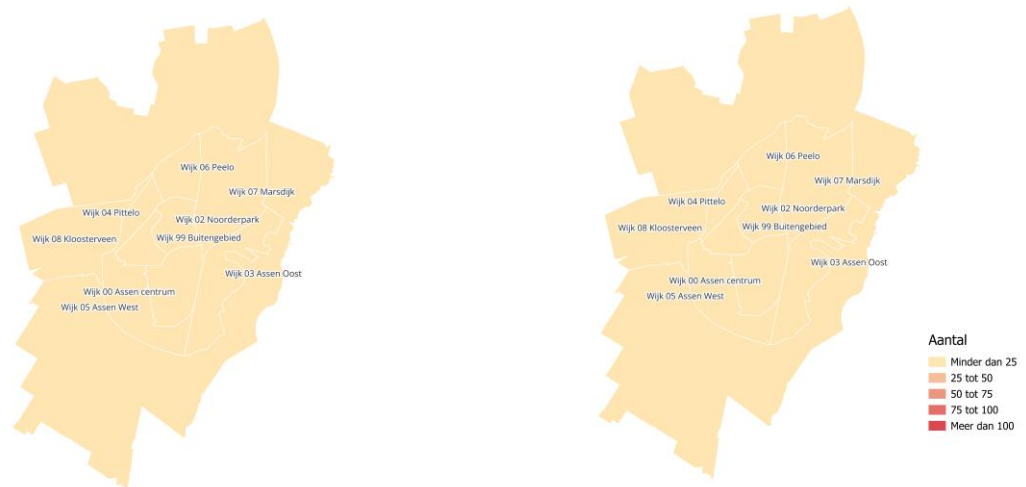 Wijk 06 Peelo
Wijk 07 Marsdijk
Wijk 04 Pittelo
Wijk 02 Noorderpark
Wijk 08 Kloosterveen
Wijk 99 Buitengebied
Wijk 03 Assen Oost
Wijk 00 Assen centrum
Wijk 05 Assen West
Wijk 06 Peelo
Wijk 07 Marsdijk
Wijk 04 Pittelo
Wijk 02 Noorderpark
Wijk 08 Kloosterveen
Wijk 99 Buitengebied
Wijk 03 Assen Oost
Wijk 00 Assen centrum
Wijk 05 Assen West
Aantal
Minder dan 25
25 tot 50
50 tot 75
75 tot 100
Meer dan 100